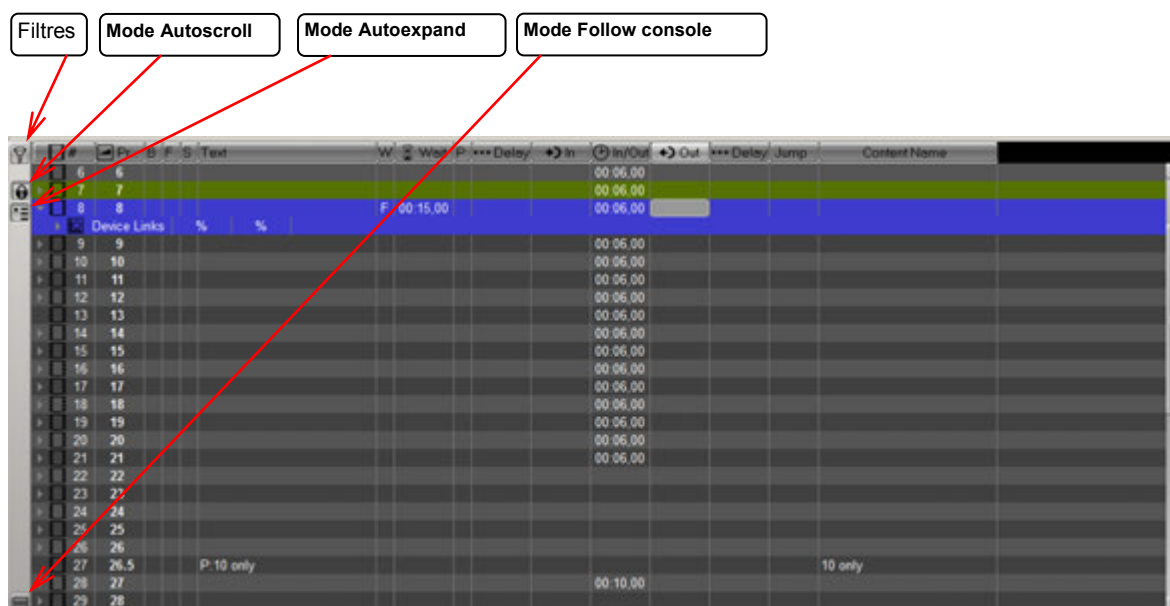 Filtres Mode Autoscroll Mode Autoexpand Mode Follow console
# Pr B F S Text W Wait P Delay In In/Out Out Delay Jump Content Name
6 6 00:06,00
7 7 00:06,00
8 8 F 00:15,00 00:06,00
Device Links % %
9 9 00:06,00
10 10 00:06,00
11 11 00:06,00
12 12 00:06,00
13 13 00:06,00
14 14 00:06,00
15 15 00:06,00
16 16 00:06,00
17 17 00:06,00
18 18 00:06,00
19 19 00:06,00
20 20 00:06,00
21 21 00:06,00
22 22
23 23
24 24
25 25
26 26
27 26.5 P:10 only 10 only
28 27 00:10,00
29 28